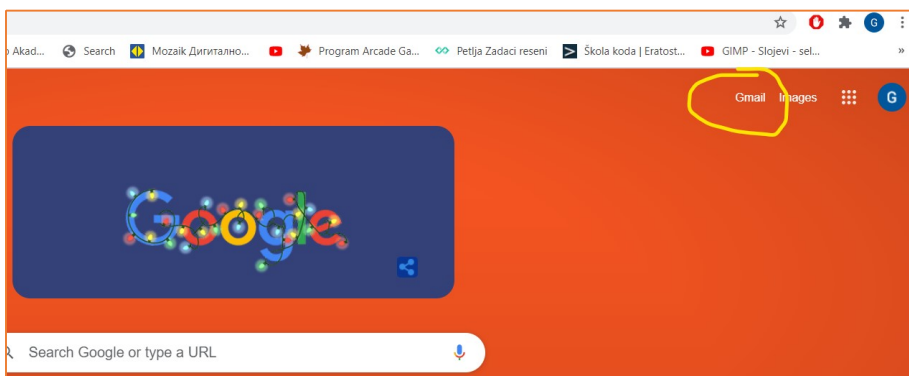 G
Akad... Search Mozaik Дигитално... Program Arcade Ga... Petlja Zadaci reseni Škola koda | Eratost... GIMP - Slojevi - sel... »
Gmail Images G
Google
Search Google or type a URL